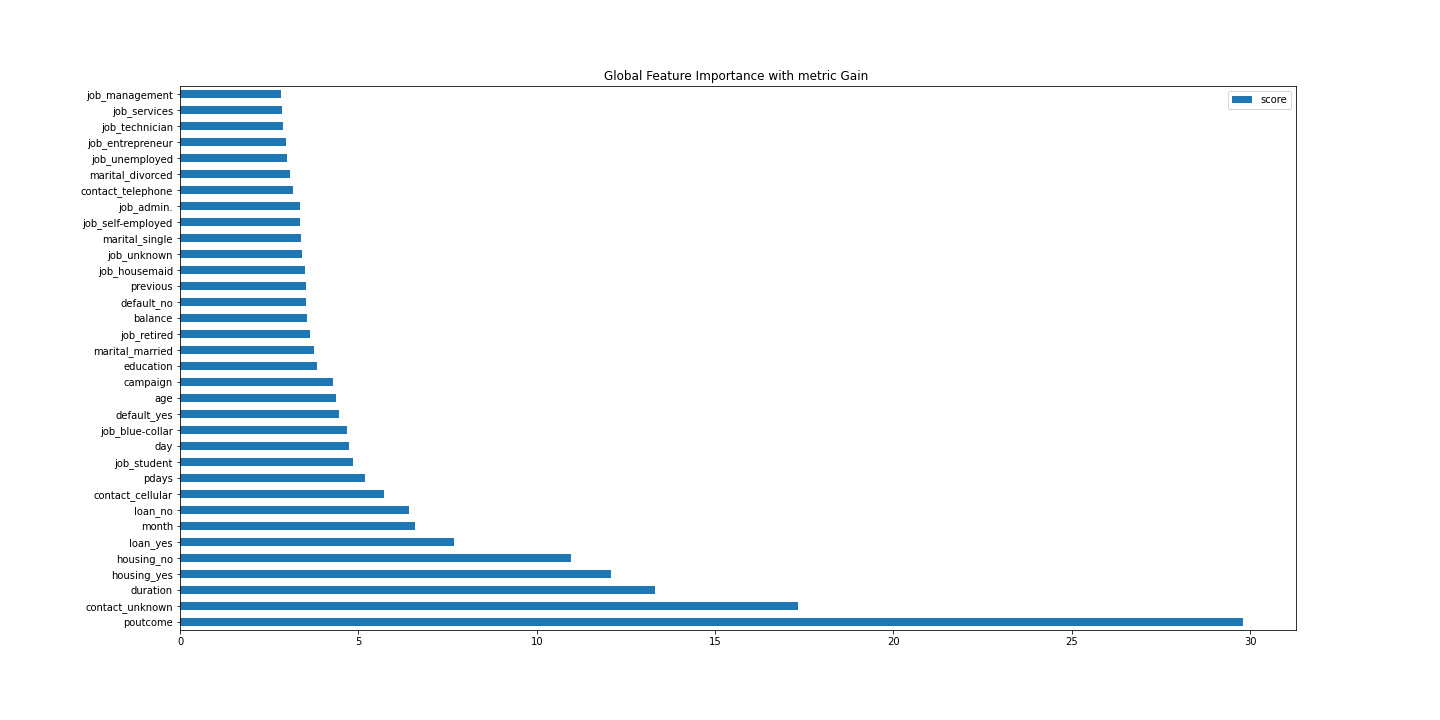 Global Feature Importance with metric Gain
score
job_management
job_services
job_technician
job_entrepreneur
job_unemployed
marital_divorced
contact_telephone
job_admin.
job_self-employed
marital_single
job_unknown
job_housemaid
previous
default_no
balance
job_retired
marital_married
education
campaign
age
default_yes
job_blue-collar
day
job_student
pdays
contact_cellular
loan_no
month
loan_yes
housing_no
housing_yes
duration
contact_unknown
poutcome
0 5 10 15 20 25 30